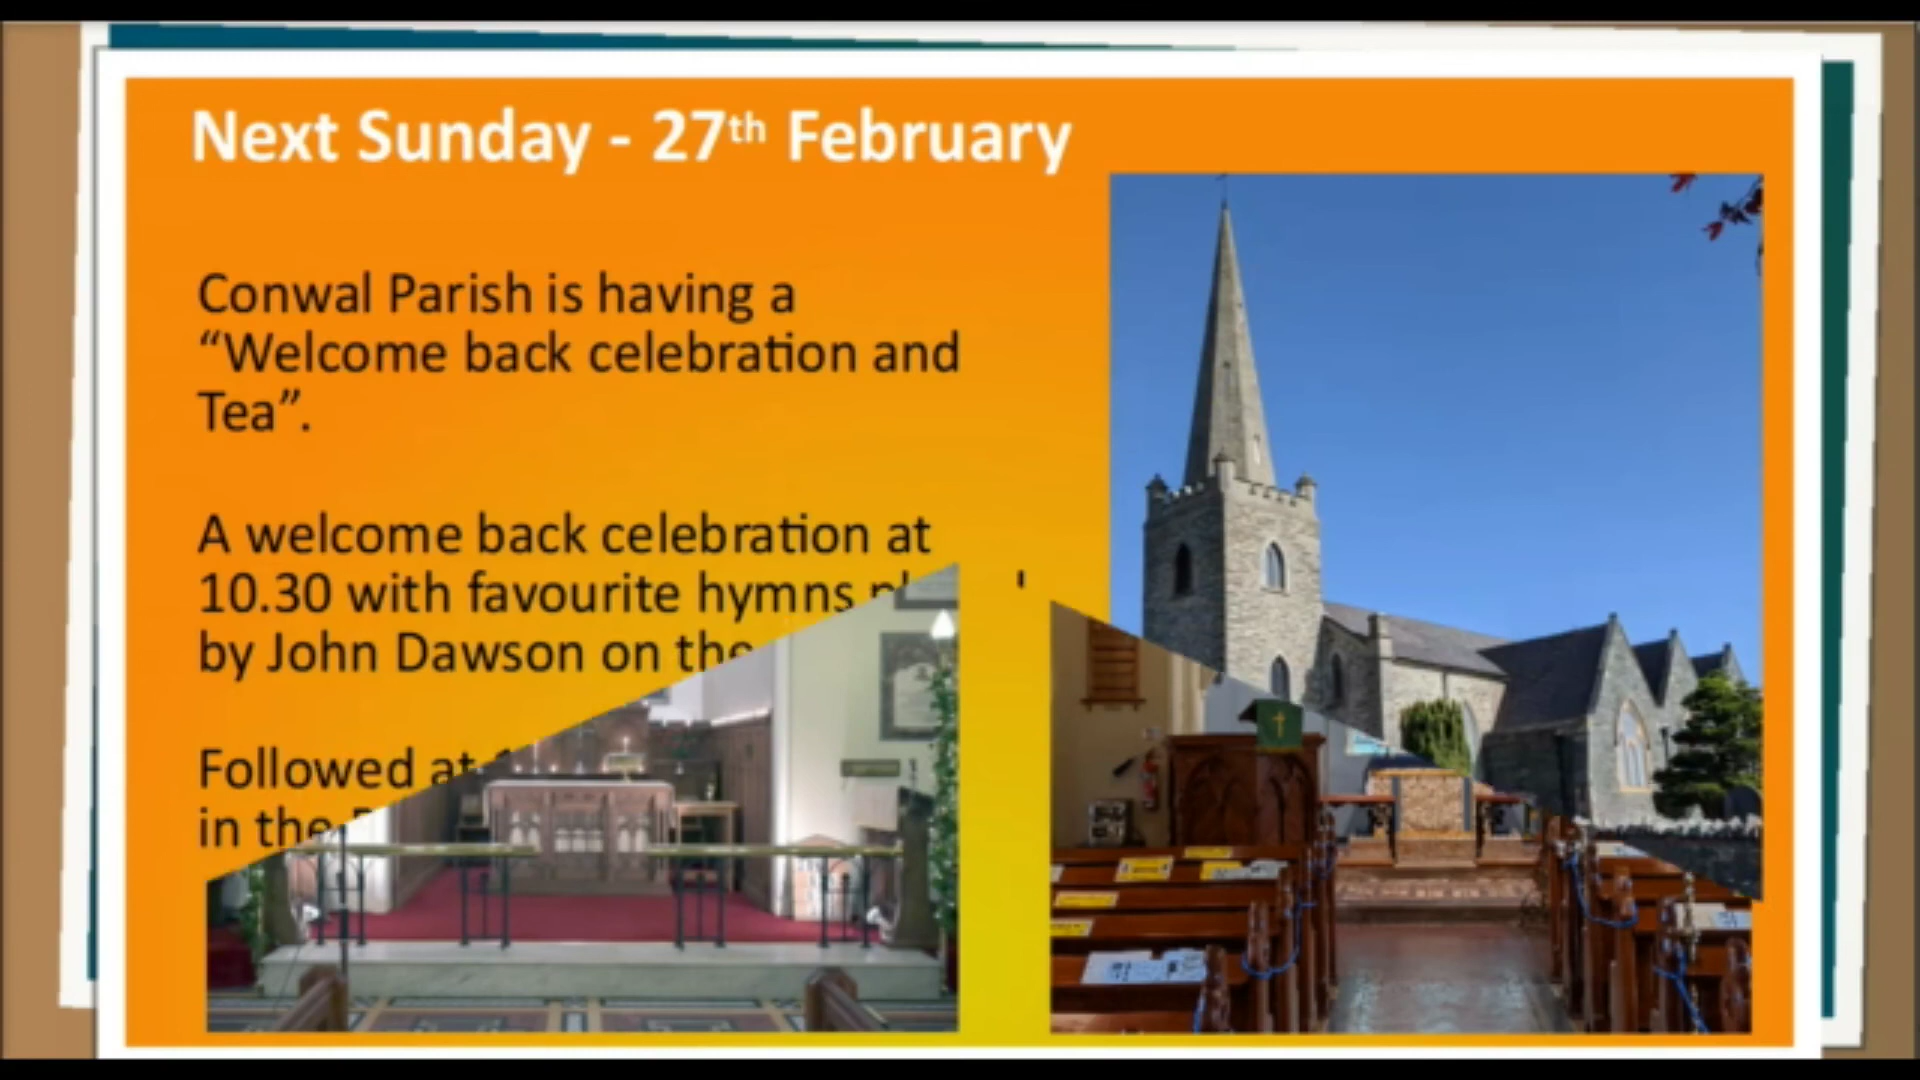 Next Sunday - 27th February
Conwal Parish is having a
“Welcome back celebration and
Tea”.
A welcome back celebration at
10.30 with favourite hymns
by John Dawson on the
Followed at
in the